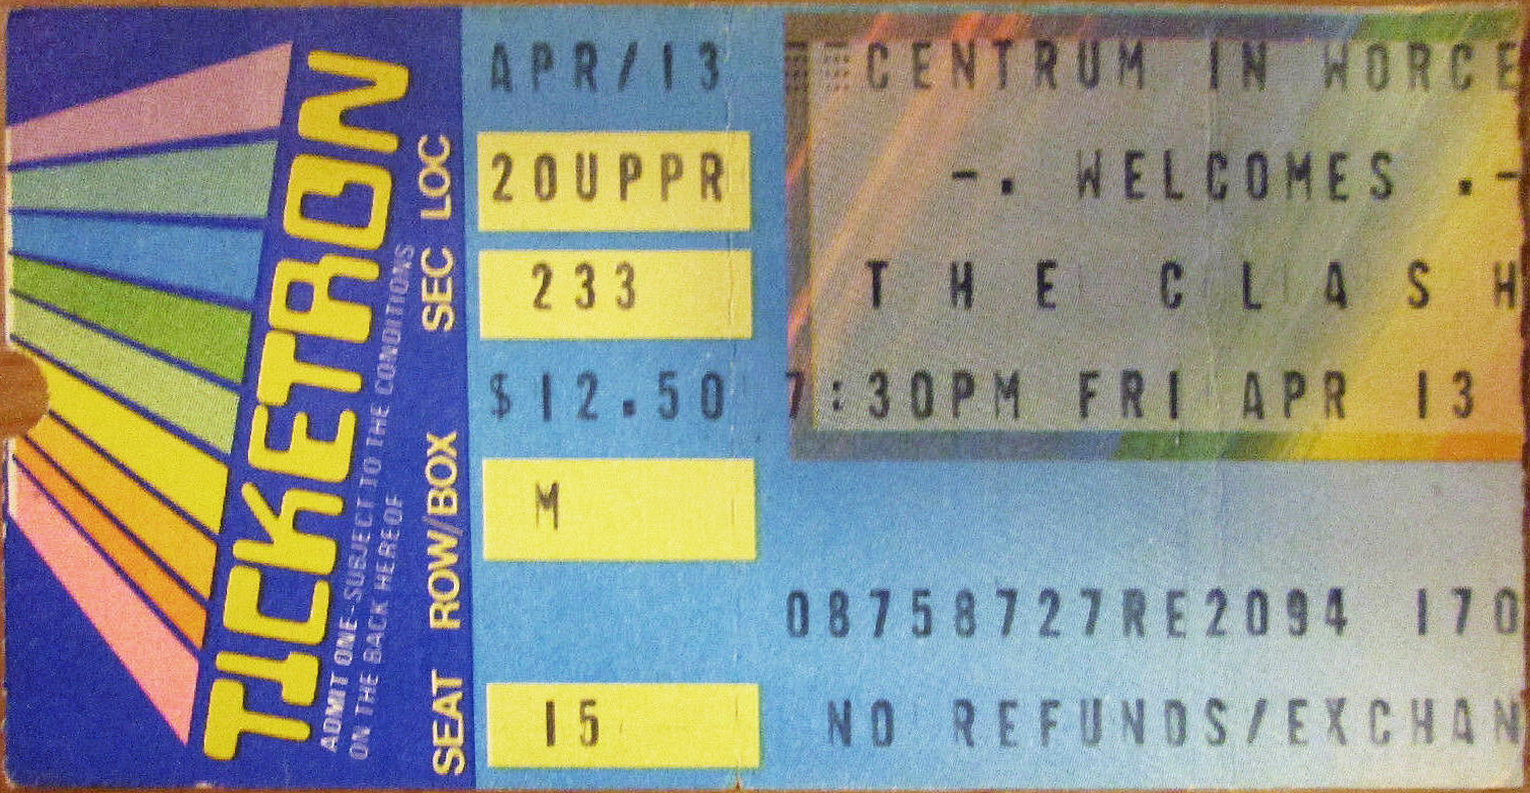 TICKETRON
ADMIT ONE-SUBJECT TO THE CONDITIONS
ON THE BACK HEREOF
SEAT ROW/BOX SEC LOC
APR/13
20UPPR
233
$12.50
M
15
CENTRUM IN WORCE
-. WELCOMES .-
THE CLASH
7:30PM FRI APR 13
08758727RE2094 170
NO REFUNDS/EXCHAN